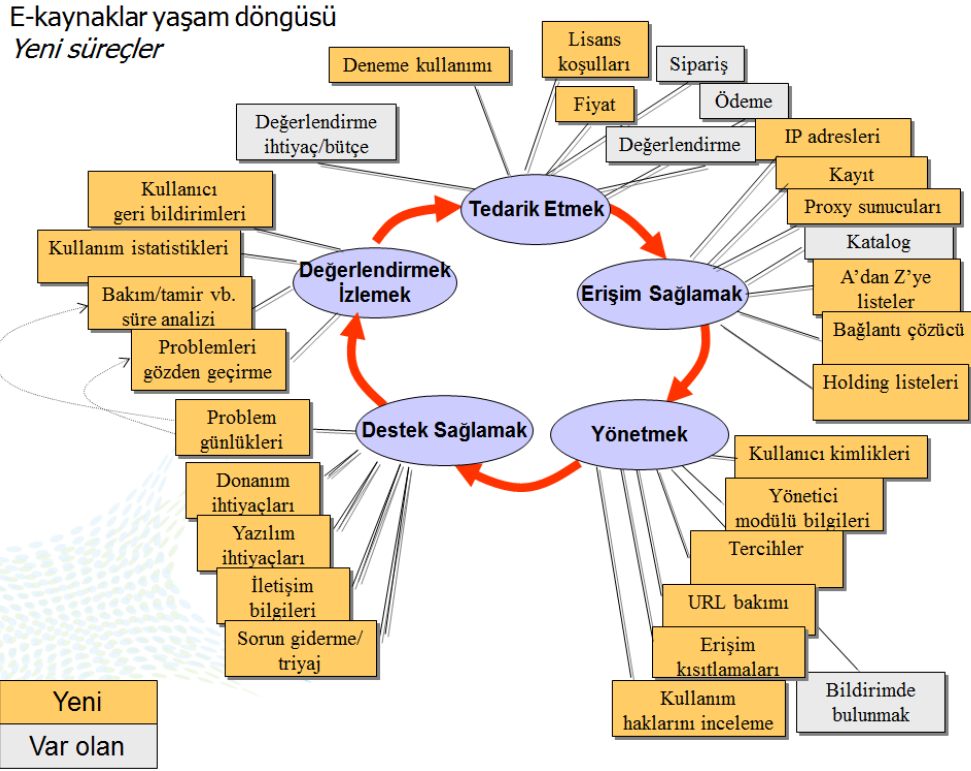 E-kaynaklar yaşam döngüsü
Yeni süreçler
Deneme kullanımı
Lisans
koşulları
Sipariş
Fiyat
Ödeme
Değerlendirme
ihtiyaç/bütçe
Değerlendirme
IP adresleri
Kayıt
Proxy sunucuları
Katalog
A’dan Z’ye
listeler
Bağlantı çözücü
Holding listeleri
Tedarik Etmek
Erişim Sağlamak
Yönetmek
Destek Sağlamak
Değerlendirmek
İzlemek
Kullanıcı
geri bildirimleri
Kullanım istatistikleri
Bakım/tamir vb.
süre analizi
Problemleri
gözden geçirme
Problem
günlükleri
Donanım
ihtiyaçları
Yazılım
ihtiyaçları
İletişim
bilgileri
Sorun giderme/
triyaj
Kullanıcı kimlikleri
Yönetici
modülü bilgileri
Tercihler
URL bakımı
Erişim
kısıtlamaları
Kullanım
haklarını inceleme
Bildirimde
bulunmak
Yeni
Var olan